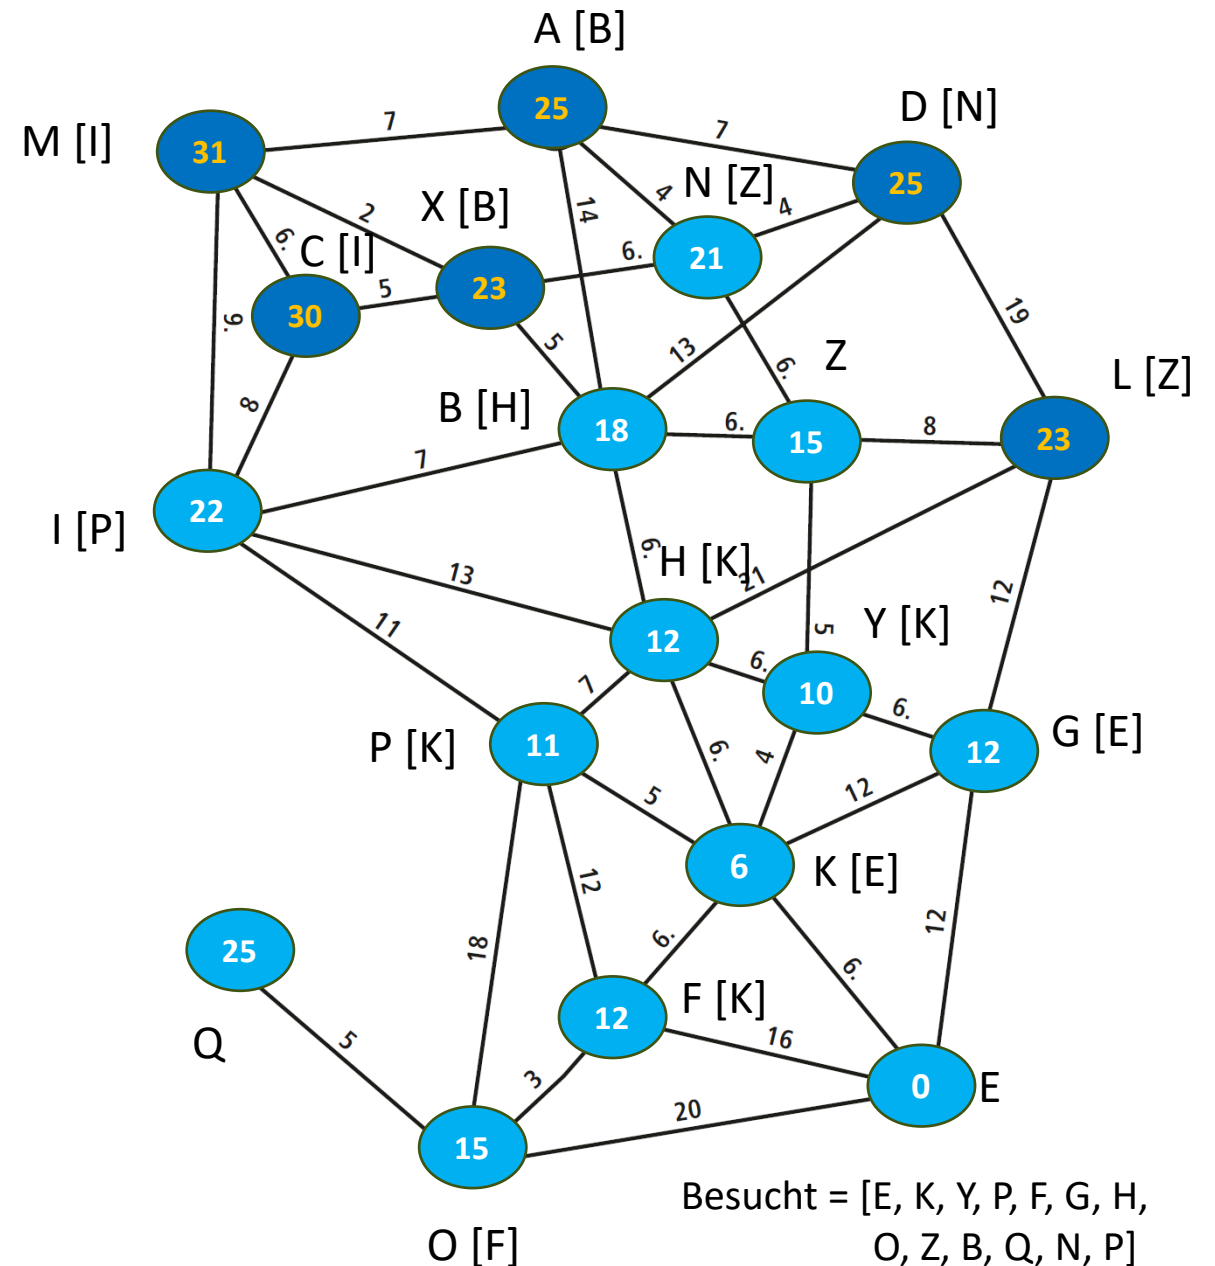 A [B]
25
D [N]
M [I]
7
31
7
N [Z]
25
4
4
X [B]
2
14
6.
C [I]
6.
21
23
5
30
9.
19
5
13
6.
Z
L [Z]
8
B [H]
18
6.
15
8
23
7
22
I [P]
6.
H [K]
21
13
12
11
12
5
Y [K]
6.
10
7
6.
G [E]
P [K]
11
6.
4
12
5
12
6
K [E]
12
12
18
6.
6.
25
F [K]
12
16
Q
5
3
0
E
20
15
Besucht = [E, K, Y, P, F, G, H,
O, Z, B, Q, N, P]
O [F]